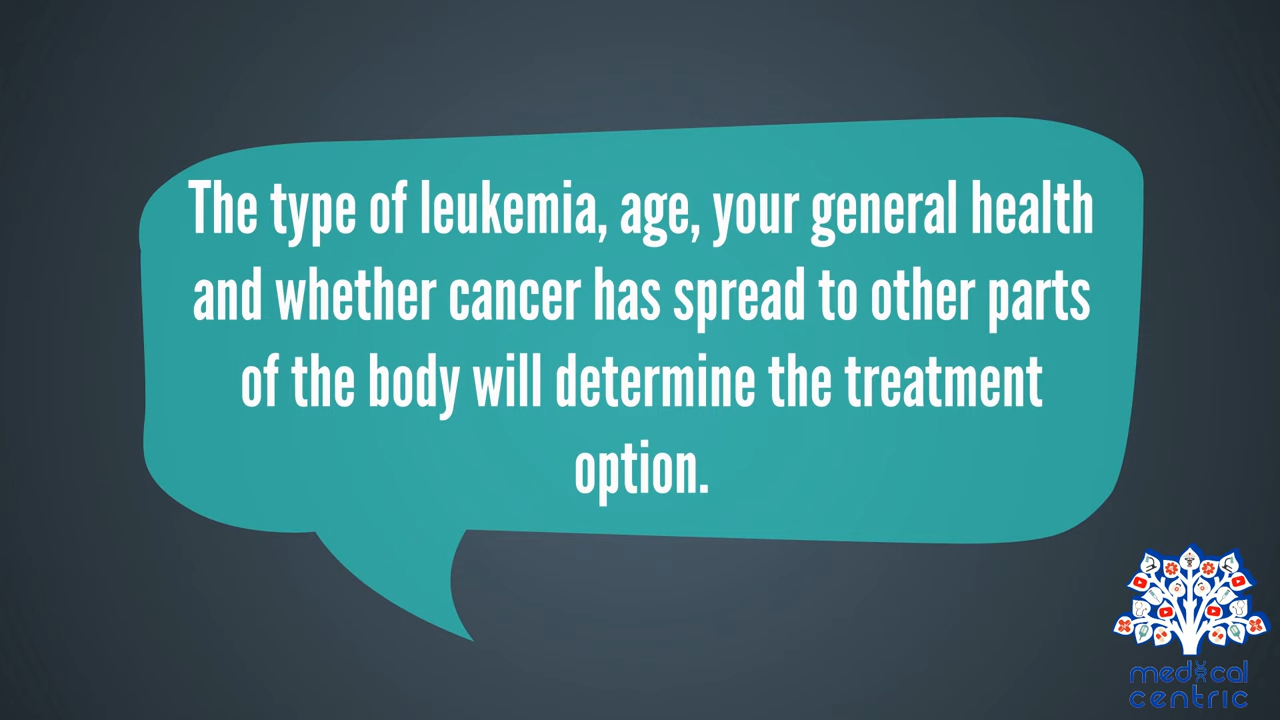 The type of leukemia, age, your general health
and whether cancer has spread to other parts
of the body will determine the treatment
option.
medical
centric